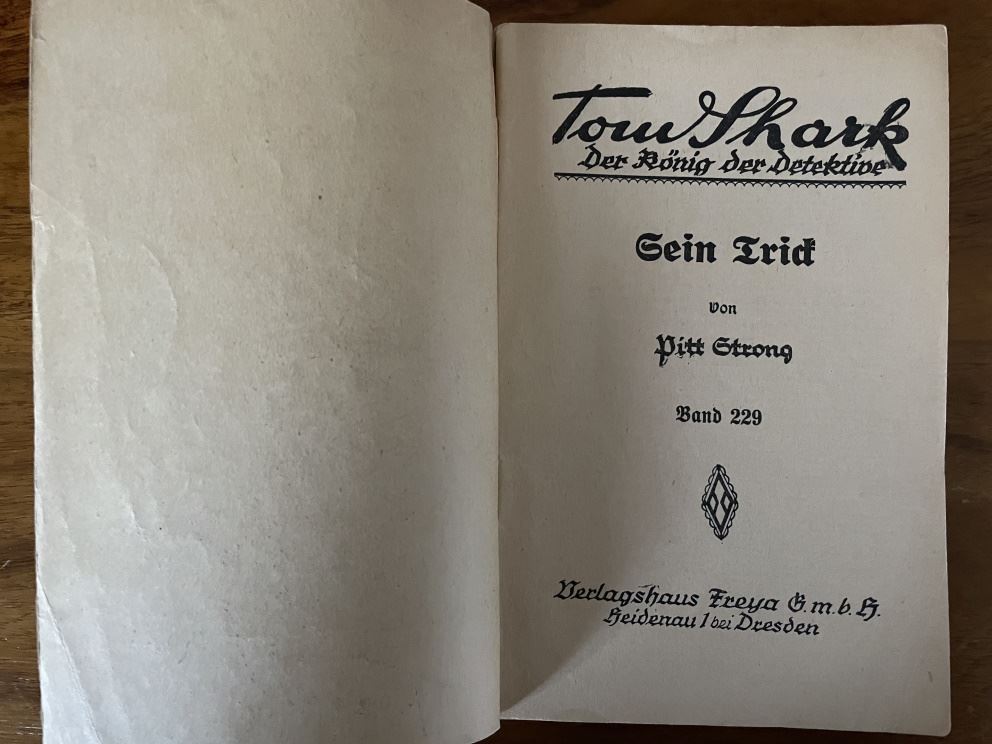 Tom Shark
Der König der Detektive
Sein Trick
von
Pitt Strong
Band 229
Verlagshaus Freya G.m.b.H.
Heidenau 1 bei Dresden